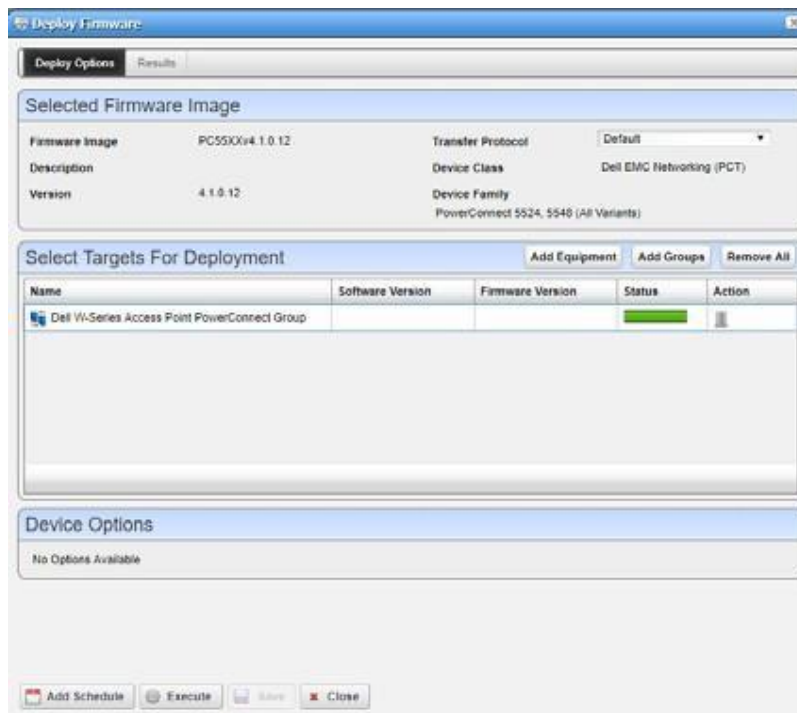 Deploy Firmware
Deploy Options Results
Selected Firmware Image
Firmware Image PC55XXv4.1.0.12 Transfer Protocol Default
Description Device Class Dell EMC Networking (PCT)
Version 4.1.0.12 Device Family
PowerConnect 5524, 5548 (All Variants)
Select Targets For Deployment Add Equipment Add Groups Remove All
Name Software Version Firmware Version Status Action
Dell W-Series Access Point PowerConnect Group
Device Options
No Options Available
Add Schedule Execute Save Close